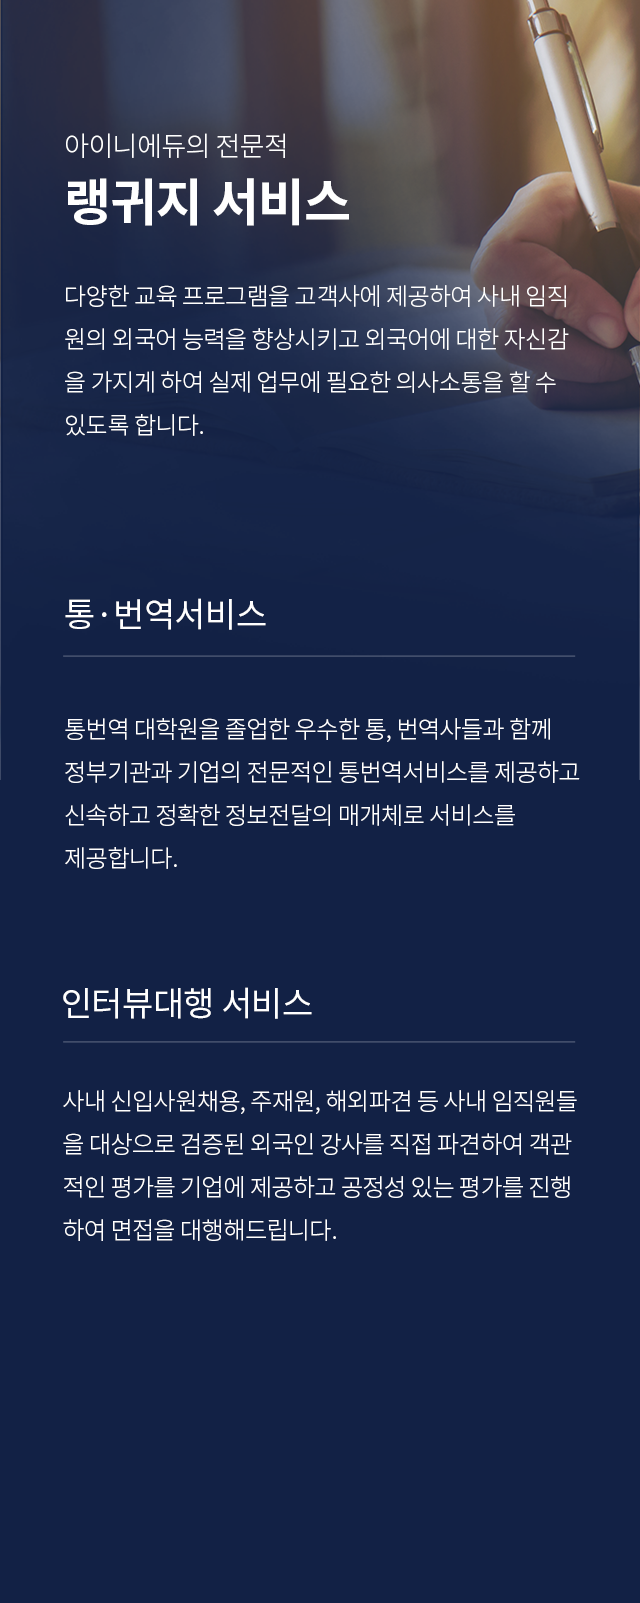 아이니에듀의 전문적
랭귀지 서비스
다양한 교육 프로그램을 고객사에 제공하여 사내 임직
원의 외국어 능력을 향상시키고 외국어에 대한 자신감
을 가지게 하여 실제 업무에 필요한 의사소통을 할 수
있도록 합니다.
통·번역서비스
통번역 대학원을 졸업한 우수한 통, 번역사들과 함께
정부기관과 기업의 전문적인 통번역서비스를 제공하고
신속하고 정확한 정보전달의 매개체로 서비스를
제공합니다.
인터뷰대행 서비스
사내 신입사원채용, 주재원, 해외파견 등 사내 임직원들
을 대상으로 검증된 외국인 강사를 직접 파견하여 객관
적인 평가를 기업에 제공하고 공정성 있는 평가를 진행
하여 면접을 대행해드립니다.